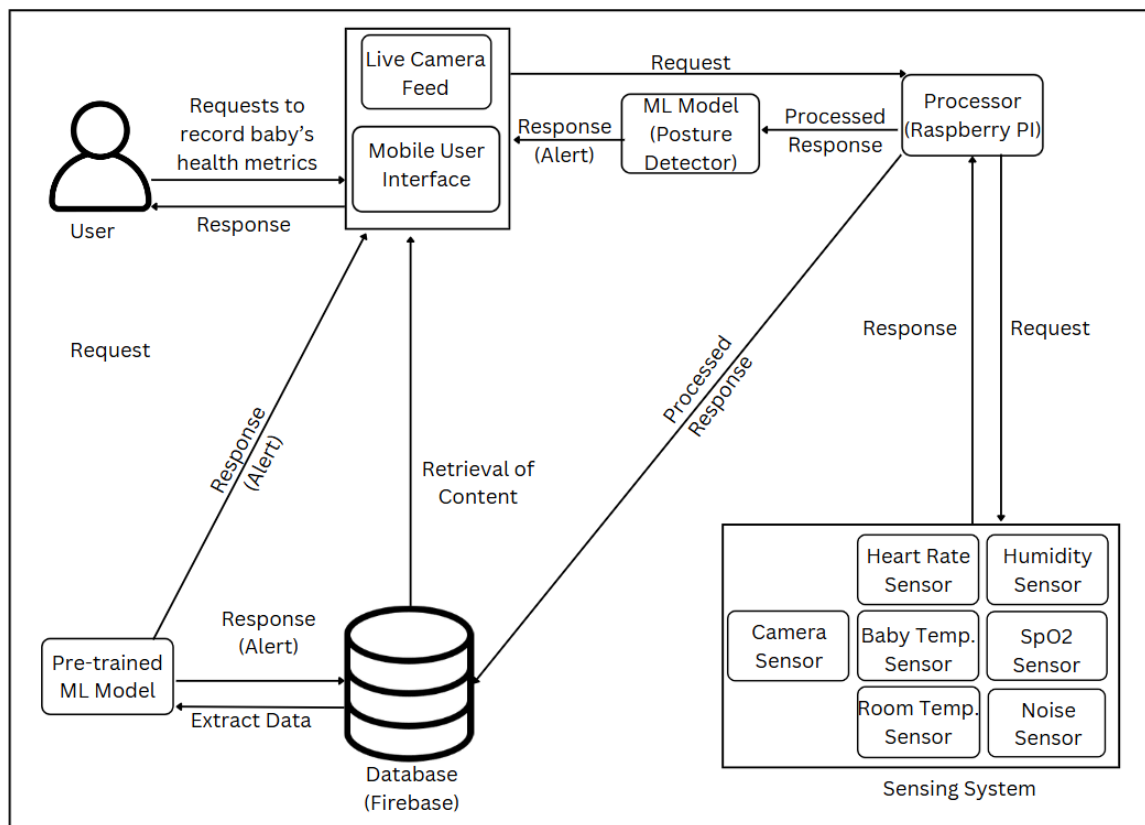 Live Camera
Feed
Mobile User
Interface
Requests to
record baby's
health metrics
Response
User
Request
ML Model
(Posture
Detector)
Response
(Alert)
Processed
Response
Processor
(Raspberry PI)
Response
Request
Processed
Response
Request
Response
(Alert)
Retrieval of
Content
Pre-trained
ML Model
Response
(Alert)
Extract Data
Database
(Firebase)
Heart Rate
Sensor
Humidity
Sensor
Camera
Sensor
Baby Temp.
Sensor
SpO2
Sensor
Room Temp.
Sensor
Noise
Sensor
Sensing System